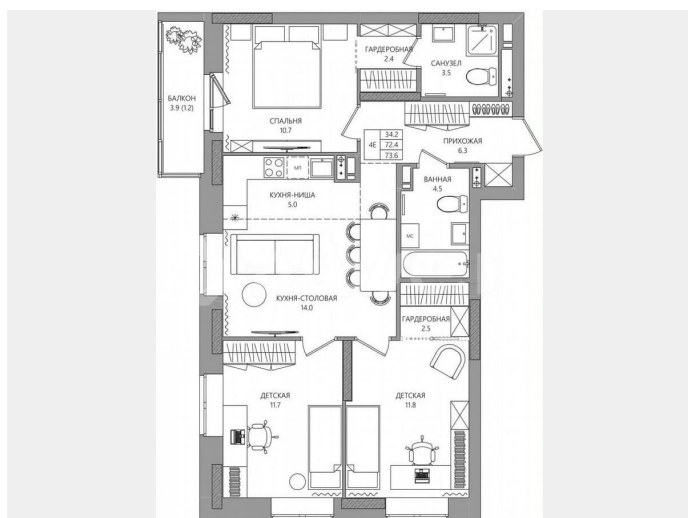 ГАРДЕРОБНАЯ
2.4
САНУЗЕЛ
3.5
БАЛКОН
3.9 (1.2)
СПАЛЬНЯ
10.7
4Е
34.2
72.4
73.6
ПРИХОЖАЯ
6.3
МП
КУХНЯ-НИША
5.0
ВАННАЯ
4.5
МС
КУХНЯ-СТОЛОВАЯ
14.0
ГАРДЕРОБНАЯ
2.5
ДЕТСКАЯ
11.7
ДЕТСКАЯ
11.8